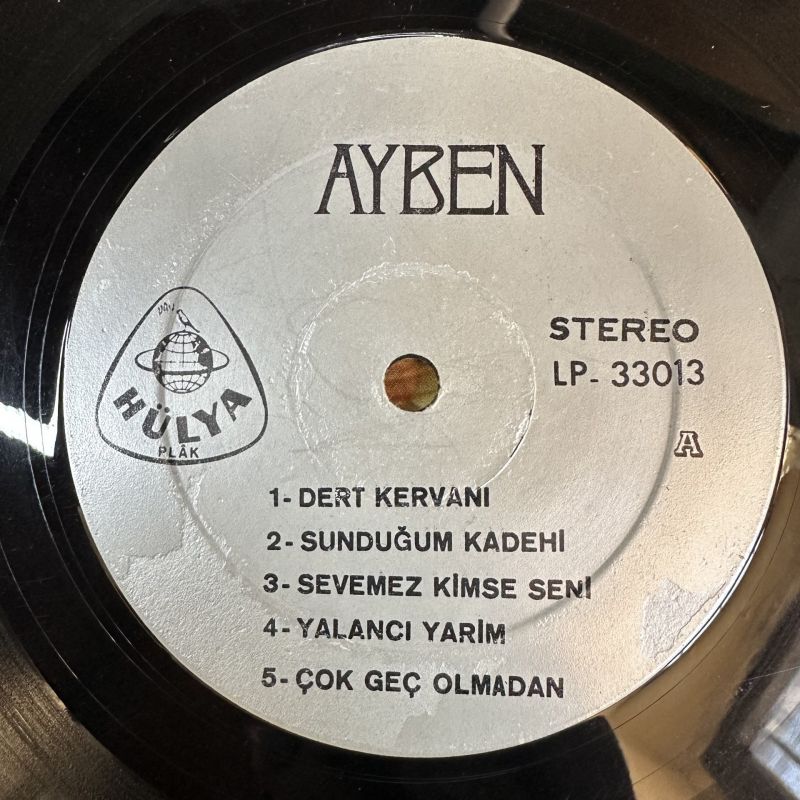 AYBEN
STEREO
LP- 33013
A
HÜLYA
PLÂK
1- DERT KERVANI
2- SUNDUĞUM KADEHİ
3- SEVEMEZ KİMSE SENİ
4- YALANCI YARİM
5- ÇOK GEÇ OLMADAN